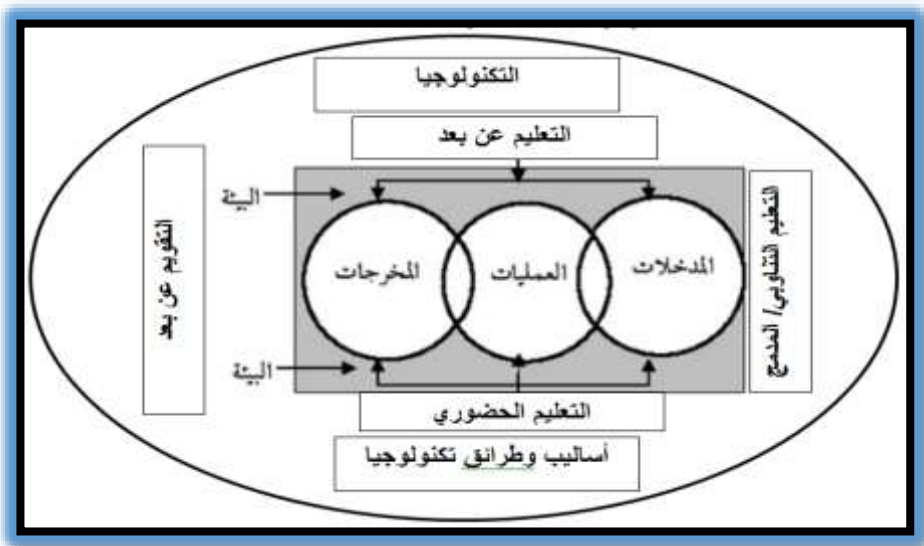 التكنولوجيا
التعليم عن بعد
البيئة
التعليم التناوبي/ المدمج
المدخلات
العمليات
المخرجات
التقويم عن بعد
البيئة
التعليم الحضوري
أساليب وطرائق تكنولوجيا